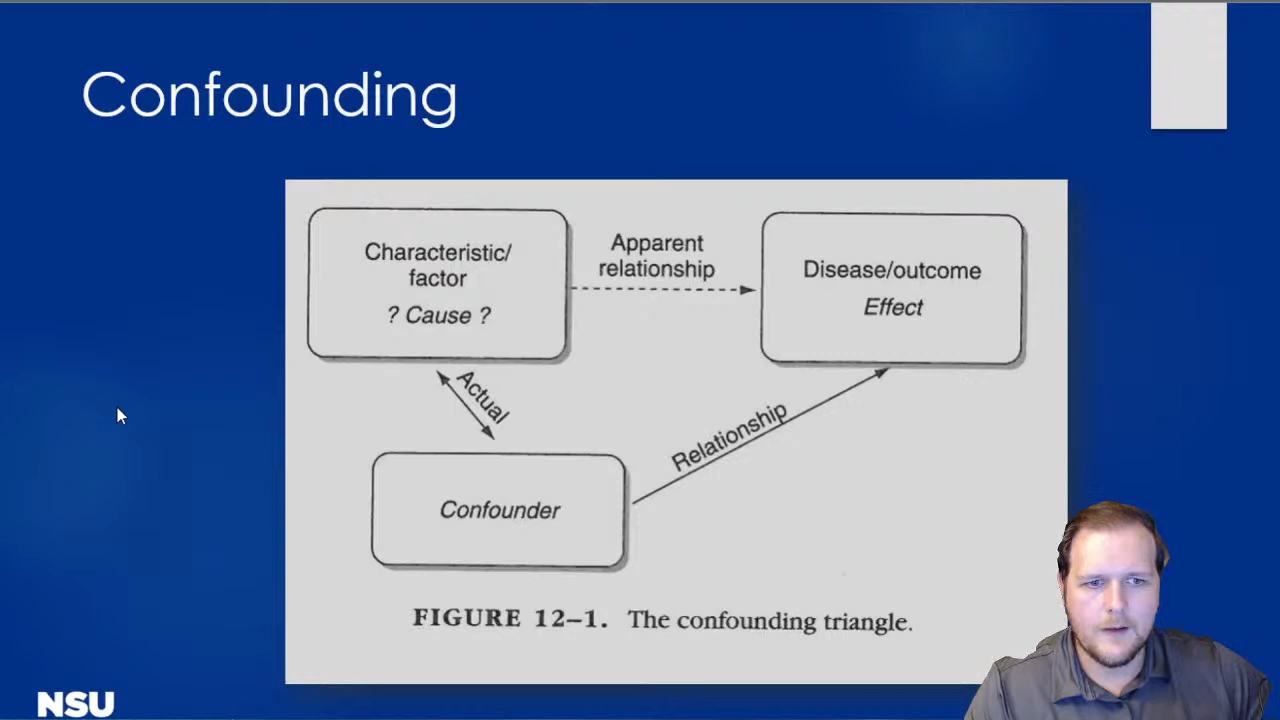 Confounding
Characteristic/
factor
? Cause ?
Apparent
relationship
Disease/outcome
Effect
Actual
Relationship
Confounder
FIGURE 12–1. The confounding triangle.
NSU